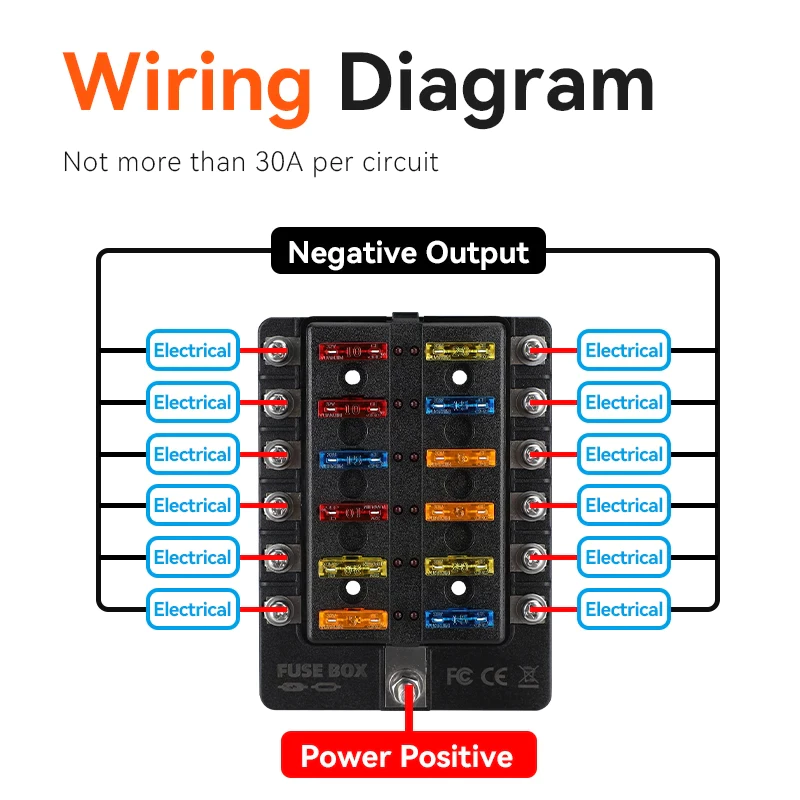 Wiring Diagram
Not more than 30A per circuit
Negative Output
Electrical
Electrical
Electrical
Electrical
Electrical
Electrical
Electrical
Electrical
Electrical
Electrical
Electrical
Electrical
FUSE BOX
FC CE
Power Positive